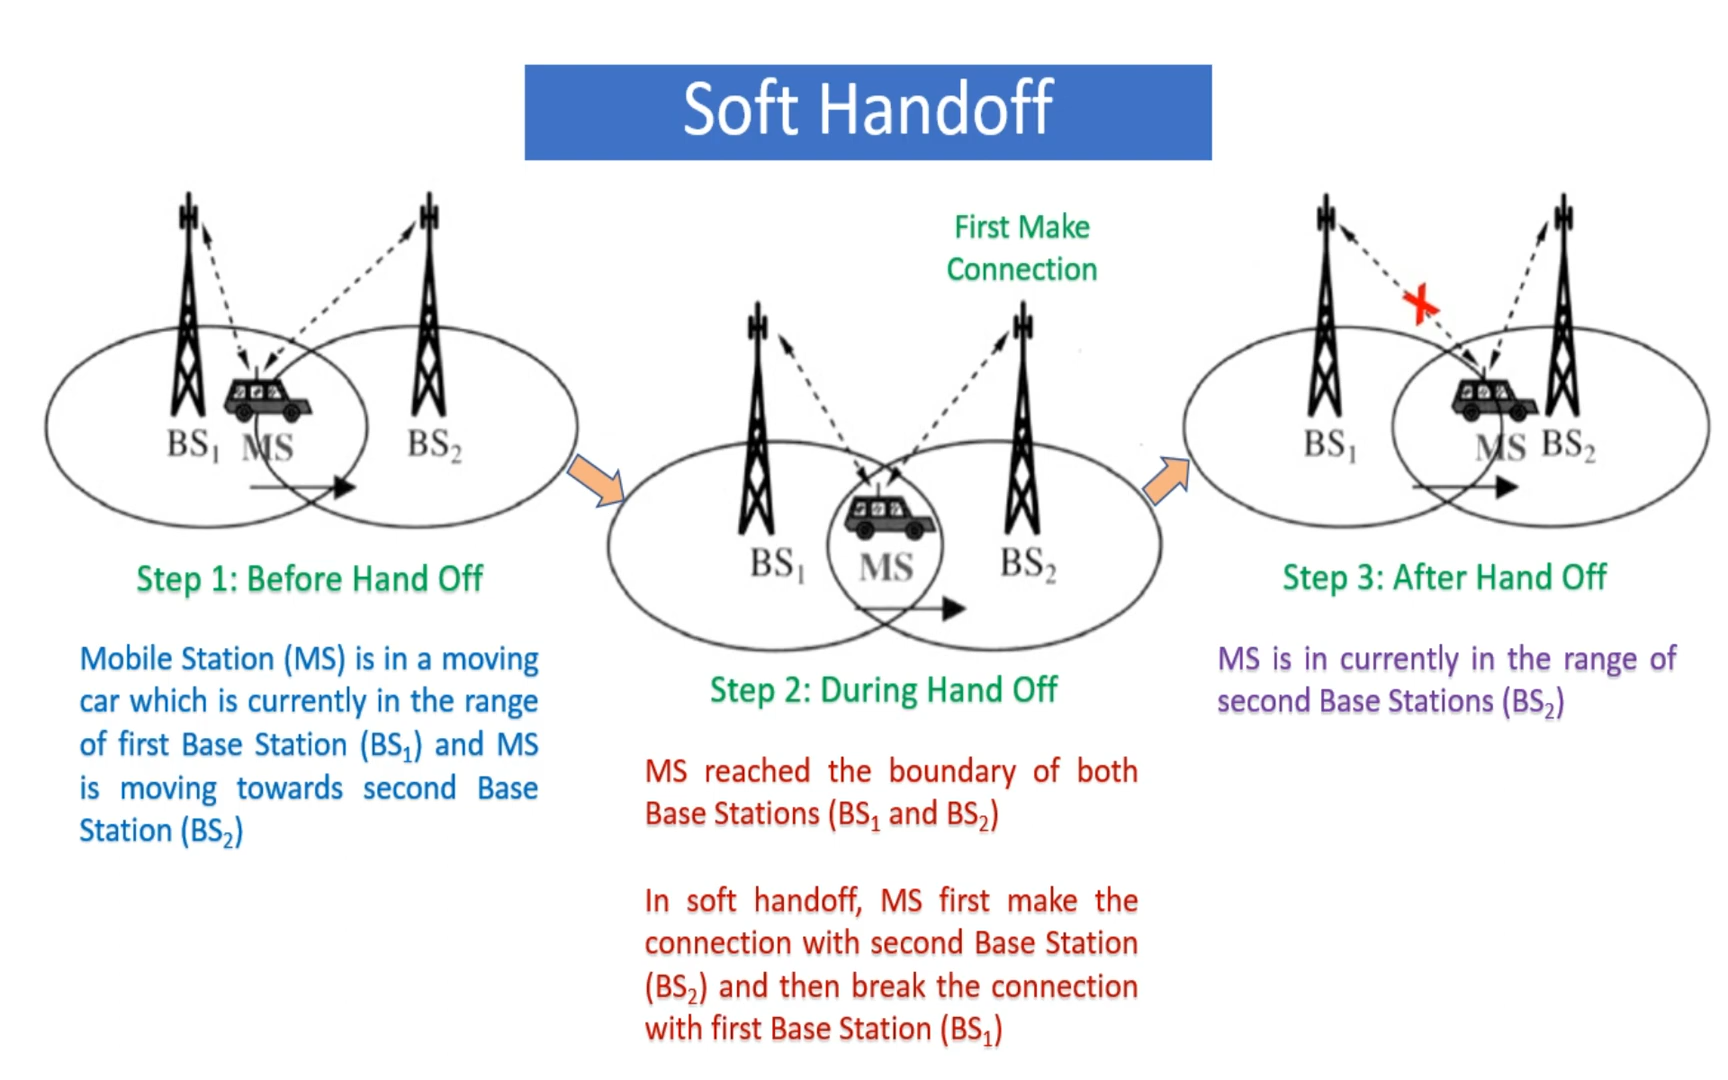 Soft Handoff
BS₁ MS BS₂
Step 1: Before Hand Off
Mobile Station (MS) is in a moving
car which is currently in the range
of first Base Station (BS₁) and MS
is moving towards second Base
Station (BS₂)
First Make
Connection
BS₁ MS BS₂
Step 2: During Hand Off
MS reached the boundary of both
Base Stations (BS₁ and BS₂)
In soft handoff, MS first make the
connection with second Base Station
(BS₂) and then break the connection
with first Base Station (BS₁)
BS₁ MS BS₂
Step 3: After Hand Off
MS is in currently in the range of
second Base Stations (BS₂)